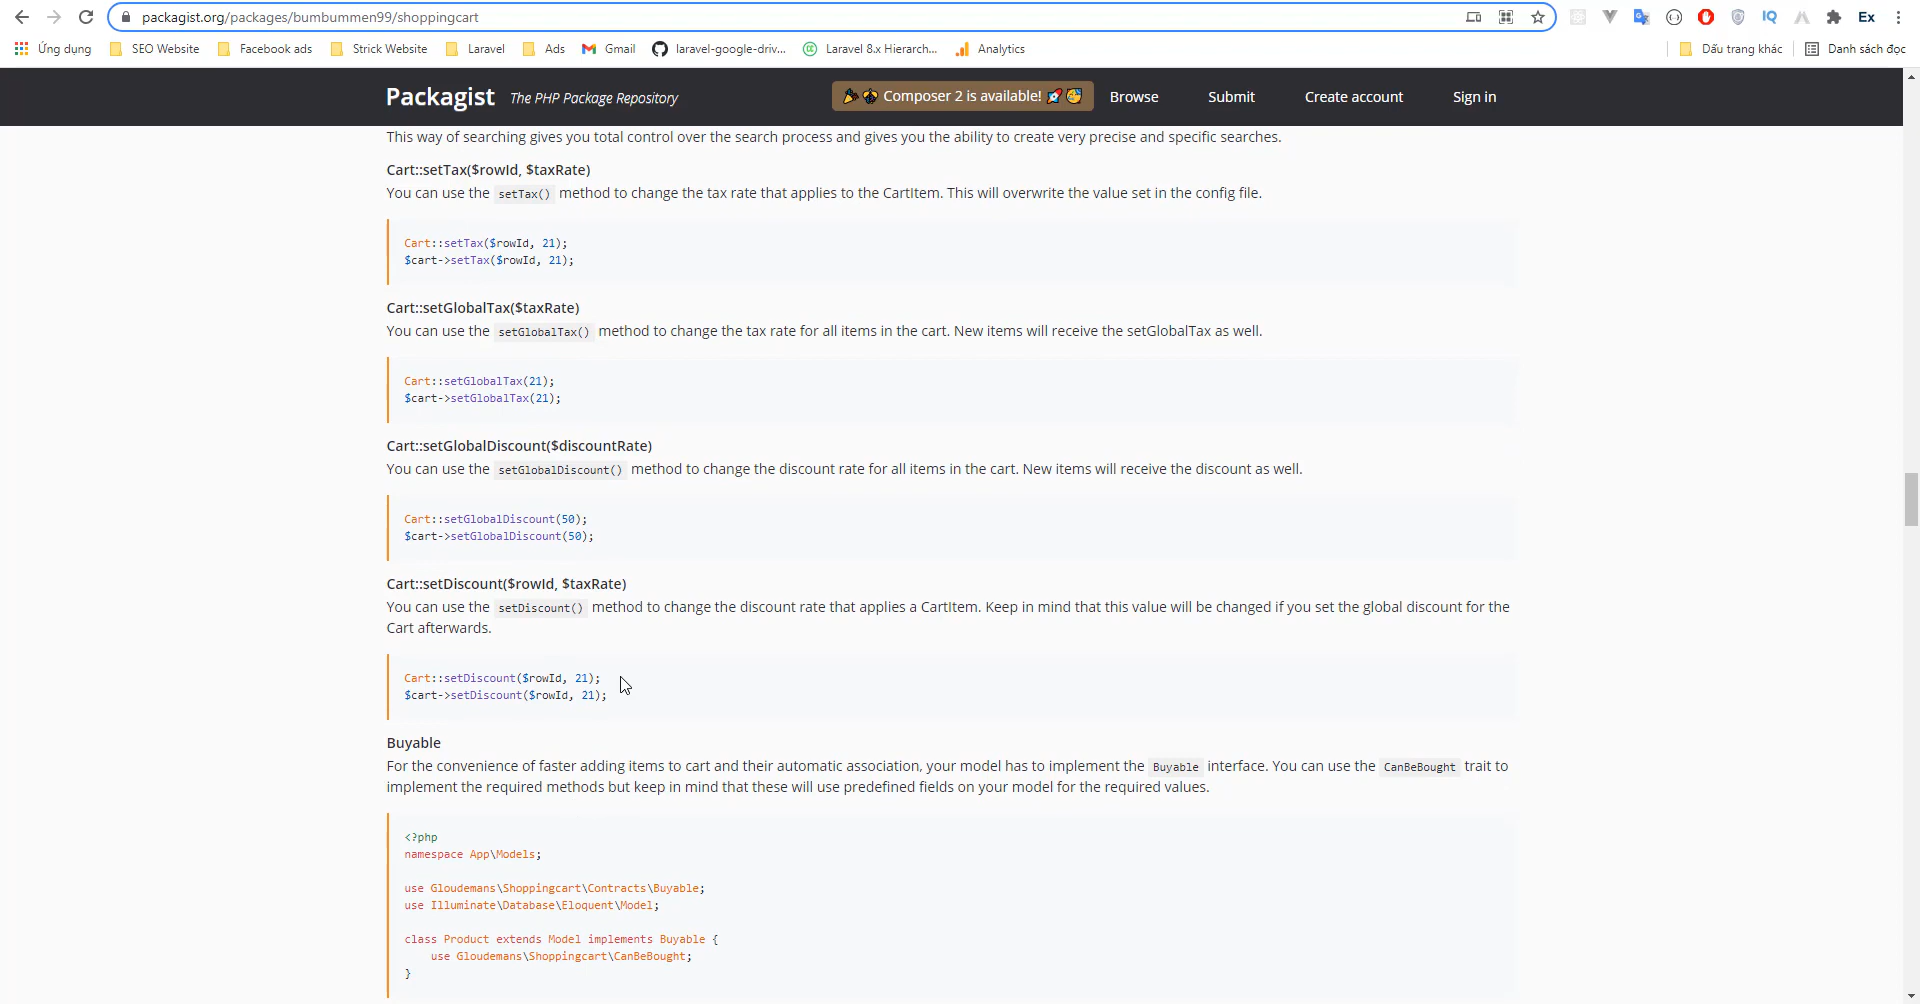 packagist.org/packages/bumbummen99/shoppingcart
IQ
Ex
Ứng dụng
SEO Website
Facebook ads
Strick Website
Laravel
Ads
Gmail
laravel-google-driv...
Laravel 8.x Hierarch...
Analytics
Dấu trang khác
Danh sách đọc
Packagist The PHP Package Repository
Composer 2 is available!
Browse
Submit
Create account
Sign in
This way of searching gives you total control over the search process and gives you the ability to create very precise and specific searches.
Cart::setTax($rowId, $taxRate)
You can use the setTax() method to change the tax rate that applies to the CartItem. This will overwrite the value set in the config file.
Cart::setTax($rowId, 21);
$cart->setTax($rowId, 21);
Cart::setGlobalTax($taxRate)
You can use the setGlobalTax() method to change the tax rate for all items in the cart. New items will receive the setGlobalTax as well.
Cart::setGlobalTax(21);
$cart->setGlobalTax(21);
Cart::setGlobalDiscount($discountRate)
You can use the setGlobalDiscount() method to change the discount rate for all items in the cart. New items will receive the discount as well.
Cart::setGlobalDiscount(50);
$cart->setGlobalDiscount(50);
Cart::setDiscount($rowId, $taxRate)
You can use the setDiscount() method to change the discount rate that applies a CartItem. Keep in mind that this value will be changed if you set the global discount for the
Cart afterwards.
Cart::setDiscount($rowId, 21);
$cart->setDiscount($rowId, 21);
Buyable
For the convenience of faster adding items to cart and their automatic association, your model has to implement the Buyable interface. You can use the CanBeBought trait to
implement the required methods but keep in mind that these will use predefined fields on your model for the required values.
<?php
namespace App\Models;
use Gloudemans\Shoppingcart\Contracts\Buyable;
use Illuminate\Database\Eloquent\Model;
class Product extends Model implements Buyable {
use Gloudemans\Shoppingcart\CanBeBought;
}